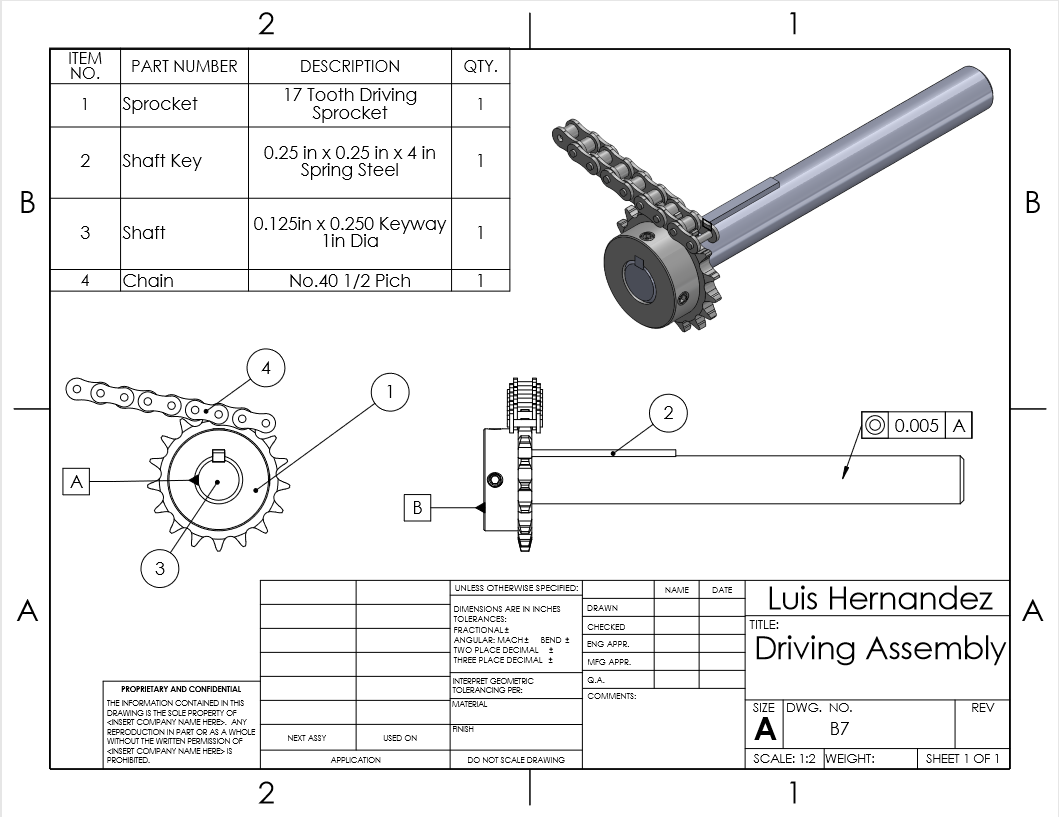 2 1
ITEM NO. PART NUMBER DESCRIPTION QTY.
1 Sprocket 17 Tooth Driving Sprocket 1
2 Shaft Key 0.25 in x 0.25 in x 4 in Spring Steel 1
3 Shaft 0.125in x 0.250 Keyway 1in Dia 1
4 Chain No.40 1/2 Pich 1
B B
4
1
2
0.005 A
A
B
3
A A
UNLESS OTHERWISE SPECIFIED:
DIMENSIONS ARE IN INCHES
TOLERANCES:
FRACTIONAL±
ANGULAR: MACH± BEND ±
TWO PLACE DECIMAL ±
THREE PLACE DECIMAL ±
INTERPRET GEOMETRIC
TOLERANCING PER:
MATERIAL
FINISH
DO NOT SCALE DRAWING
NAME DATE
DRAWN
CHECKED
ENG APPR.
MFG APPR.
Q.A.
COMMENTS:
Luis Hernandez
TITLE:
Driving Assembly
SIZE DWG. NO. REV
A B7
SCALE: 1:2 WEIGHT: SHEET 1 OF 1
PROPRIETARY AND CONFIDENTIAL
THE INFORMATION CONTAINED IN THIS
DRAWING IS THE SOLE PROPERTY OF
<INSERT COMPANY NAME HERE>. ANY
REPRODUCTION IN PART OR AS A WHOLE
WITHOUT THE WRITTEN PERMISSION OF
<INSERT COMPANY NAME HERE> IS
PROHIBITED.
NEXT ASSY USED ON
APPLICATION
2 1